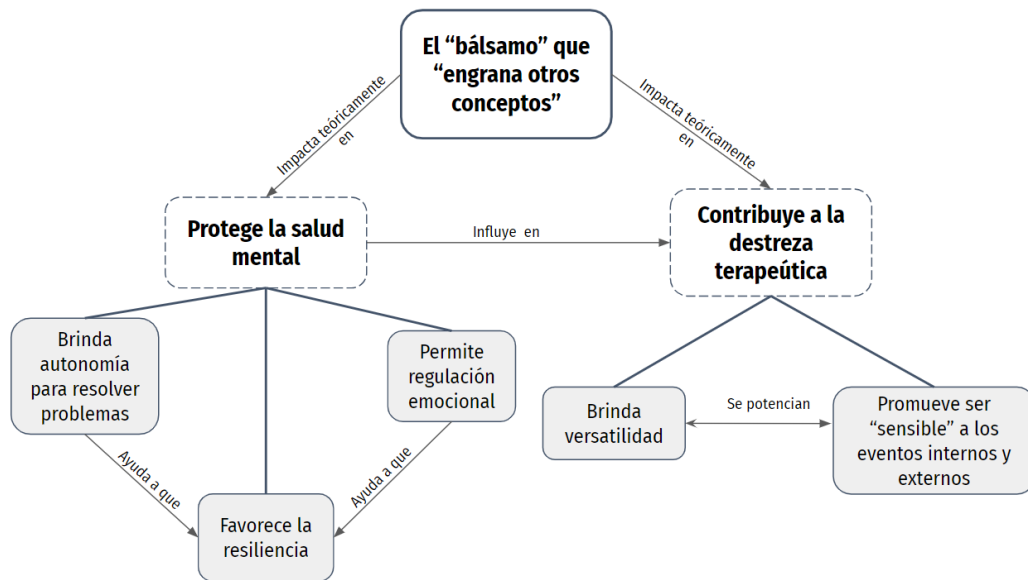 El “bálsamo” que
“engrana otros
conceptos”
Impacta teóricamente
en
Impacta teóricamente
en
Protege la salud
mental
Influye en
Contribuye a la
destreza
terapeútica
Brinda
autonomía
para resolver
problemas
Permite
regulación
emocional
Brinda
versatilidad
Se potencian
Promueve ser
“sensible” a los
eventos internos y
externos
Ayuda a que
Ayuda a que
Favorece la
resiliencia